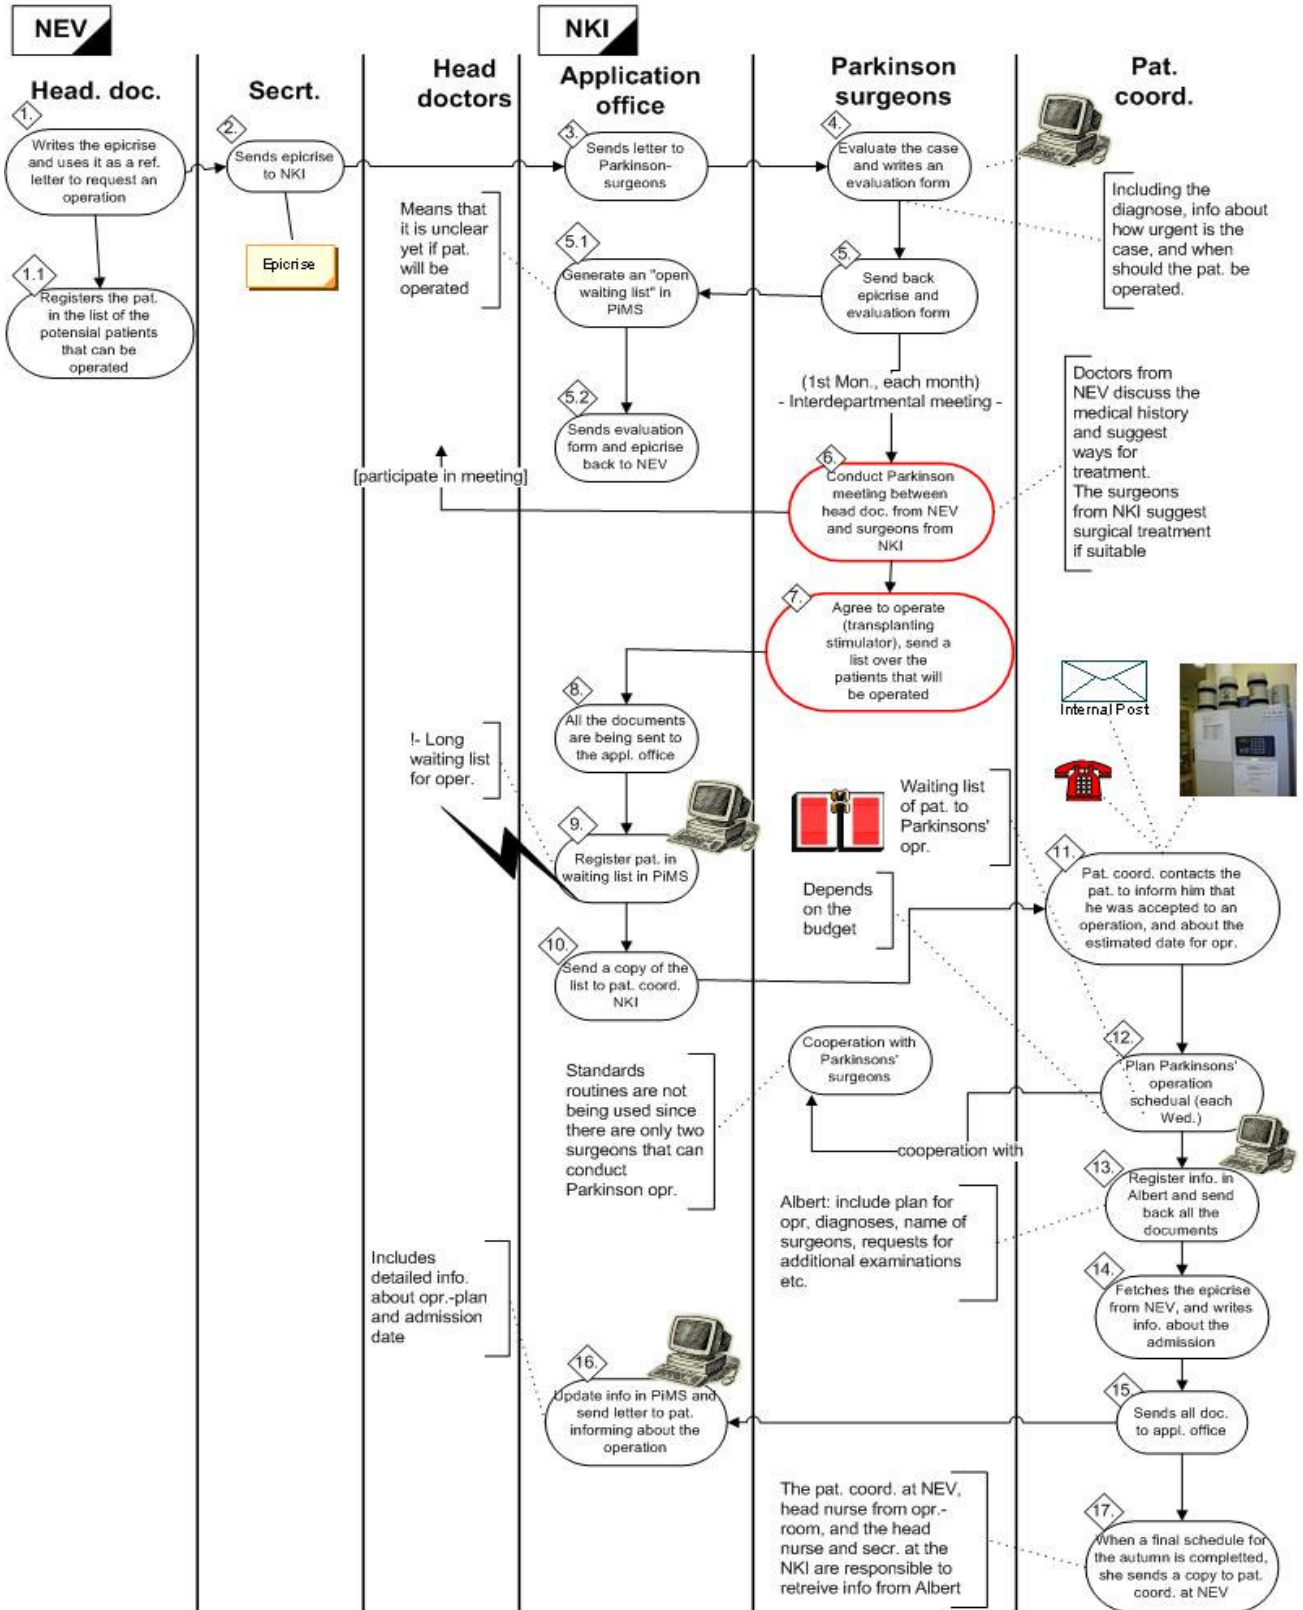 NEV
NKI
Head. doc.
Secrt.
Head
doctors
Application
office
Parkinson
surgeons
Pat.
coord.
1.
Writes the epicrise
and uses it as a ref.
letter to request an
operation
2.
Sends epicrise
to NKI
3.
Sends letter to
Parkinson-
surgeons
4.
Evaluate the case
and writes an
evaluation form
Including the
diagnose, info about
how urgent is the
case, and when
should the pat. be
operated.
Epicrise
1.1
Registers the pat.
in the list of the
potensial patients
that can be
operated
Means that
it is unclear
yet if pat.
will be
operated
5.1
Generate an "open
waiting list" in
PiMS
5.
Send back
epicrise and
evaluation form
(1st Mon., each month)
- Interdepartmental meeting -
5.2
Sends evaluation
form and epicrise
back to NEV
[participate in meeting]
6.
Conduct Parkinson
meeting between
head doc. from NEV
and surgeons from
NKI
Doctors from
NEV discuss the
medical history
and suggest
ways for
treatment.
The surgeons
from NKI suggest
surgical treatment
if suitable
7.
Agree to operate
(transplanting
stimulator), send a
list over the
patients that will
be operated
8.
All the documents
are being sent to
the appl. office
Internal Post
!- Long
waiting list
for oper.
9.
Register pat. in
waiting list in PiMS
Waiting list
of pat. to
Parkinsons'
opr.
Depends
on the
budget
11.
Pat. coord. contacts the
pat. to inform him that
he was accepted to an
operation, and about the
estimated date for opr.
10.
Send a copy of the
list to pat. coord.
NKI
Cooperation with
Parkinsons'
surgeons
12.
Plan Parkinsons'
operation
schedual (each
Wed.)
Standards
routines are not
being used since
there are only two
surgeons that can
conduct
Parkinson opr.
cooperation with
13.
Register info. in
Albert and send
back all the
documents
Albert: include plan for
opr, diagnoses, name of
surgeons, requests for
additional examinations
etc.
Includes
detailed info.
about opr.-plan
and admission
date
14.
Fetches the epicrise
from NEV, and writes
info. about the
admission
16.
Update info in PiMS and
send letter to pat.
informing about the
operation
15.
Sends all doc.
to appl. office
The pat. coord. at NEV,
head nurse from opr.-
room, and the head
nurse and secr. at the
NKI are responsible to
retreive info from Albert
17.
When a final schedule for
the autumn is completted,
she sends a copy to pat.
coord. at NEV